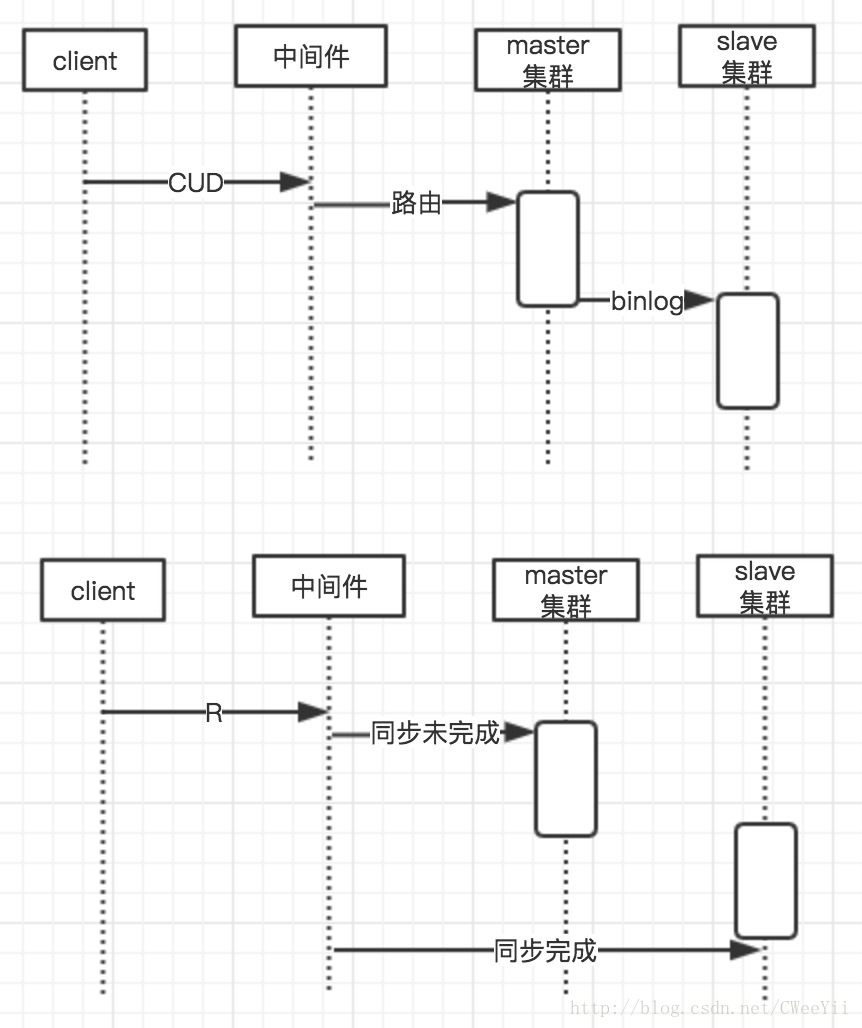 client
中间件
master
集群
slave
集群
CUD
路由
binlog
client
中间件
master
集群
slave
集群
R
同步未完成
同步完成
http://blog.csdn.net/CWeeYii